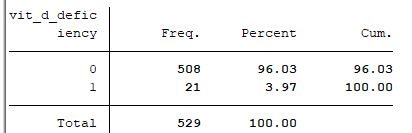 vit_d_defic
iency Freq. Percent Cum.
0 508 96.03 96.03
1 21 3.97 100.00
Total 529 100.00